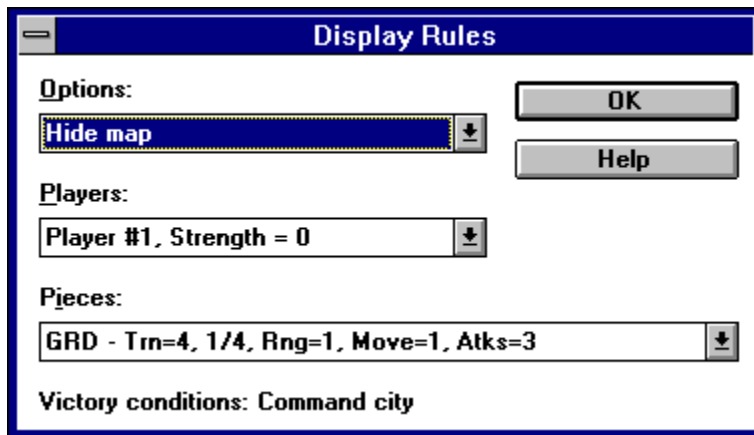 Display Rules
Options:
OK
Hide map
Help
Players:
Player #1, Strength = 0
Pieces:
GRD - Trn=4, 1/4, Rng=1, Move=1, Atks=3
Victory conditions: Command city